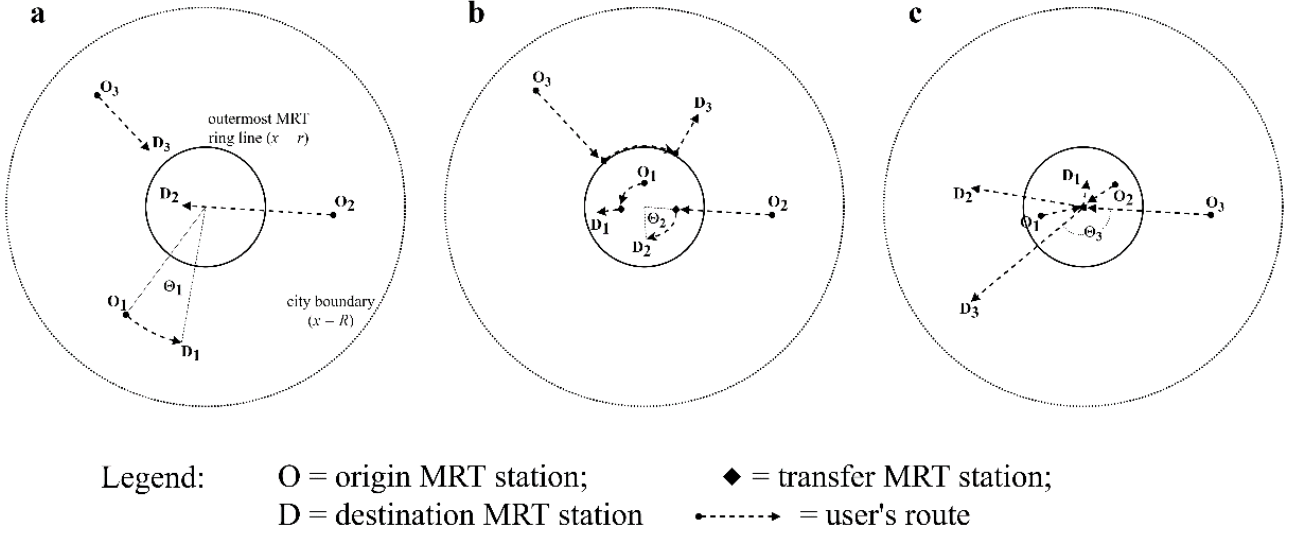 a
b
c
O3
D3
outermost MRT
ring line (x – r)
D2
O2
Θ1
O1
D1
city boundary
(x – R)
O3
D3
O1
D1
Θ2
D2
O2
D1
O2
D2
O1
O3
Θ3
D3
Legend:
O = origin MRT station;
◆ = transfer MRT station;
D = destination MRT station
= user's route